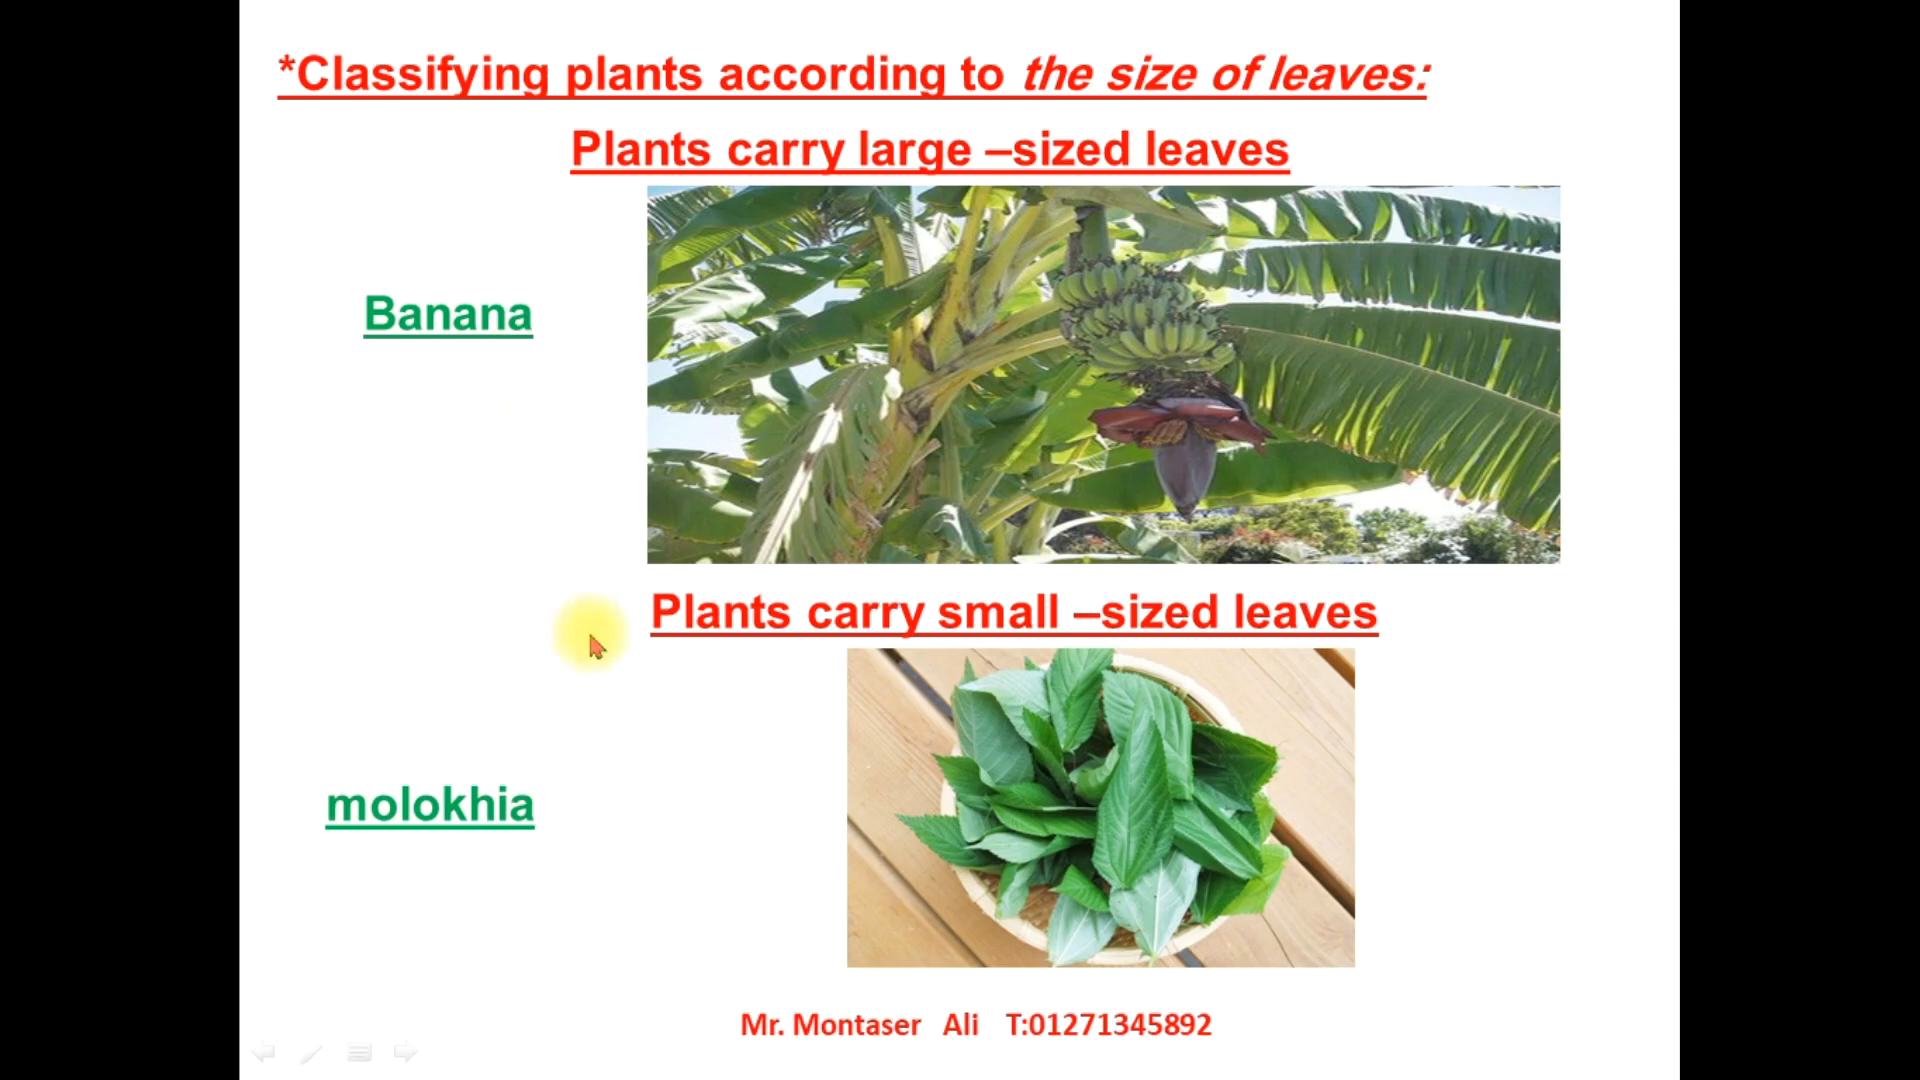 *Classifying plants according to the size of leaves:
Plants carry large –sized leaves
Banana
Plants carry small –sized leaves
molokhia
Mr. Montaser Ali T:01271345892